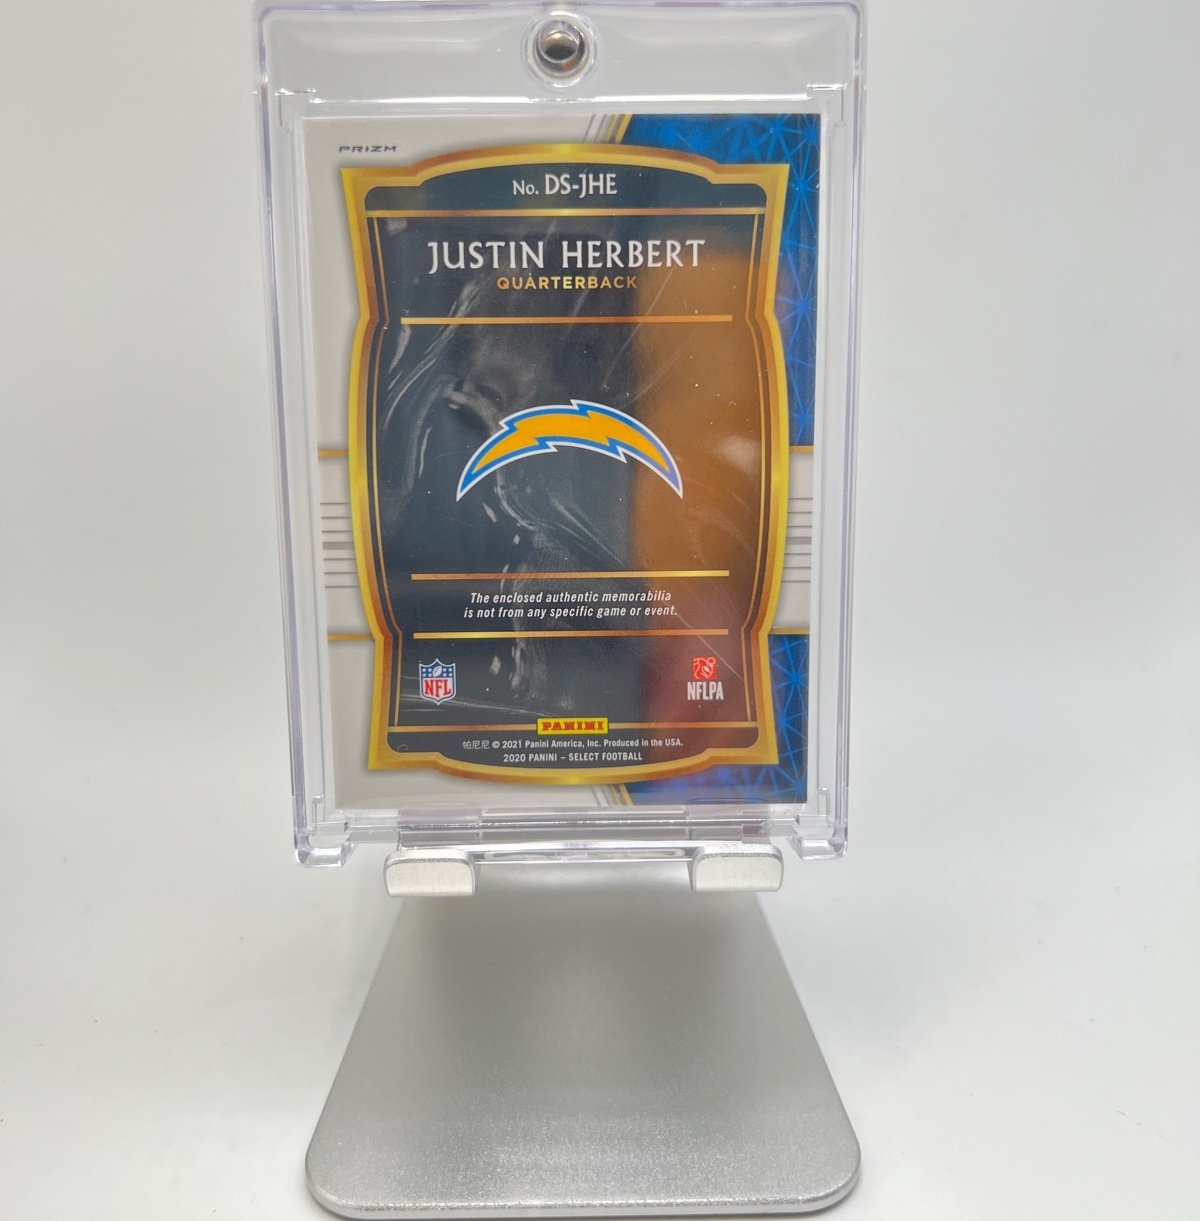 PRIZM
No. DS-JHE
JUSTIN HERBERT
QUARTERBACK
The enclosed authentic memorabilia
is not from any specific game or event.
NFL
NFLPA
PANINI
帕尼尼 © 2021 Panini America, Inc. Produced in the USA.
2020 PANINI – SELECT FOOTBALL